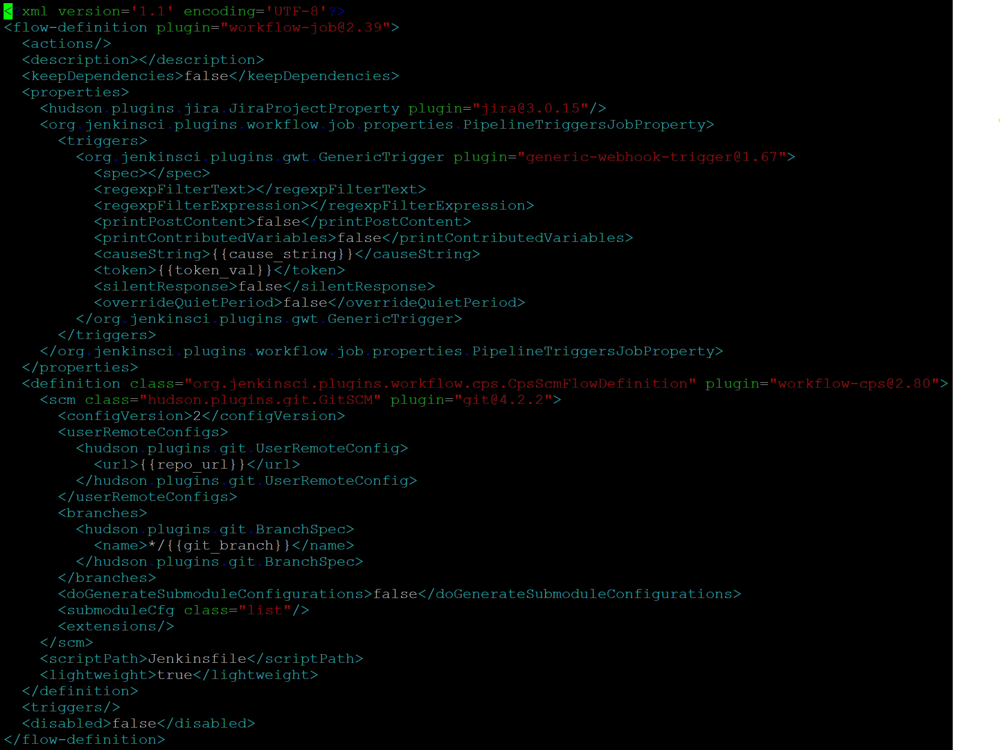 <?xml version='1.1' encoding='UTF-8'?>
<flow-definition plugin="workflow-job@2.39">
  <actions/>
  <description></description>
  <keepDependencies>false</keepDependencies>
  <properties>
    <hudson.plugins.jira.JiraProjectProperty plugin="jira@3.0.15"/>
    <org.jenkinsci.plugins.workflow.job.properties.PipelineTriggersJobProperty>
      <triggers>
        <org.jenkinsci.plugins.gwt.GenericTrigger plugin="generic-webhook-trigger@1.67">
          <spec></spec>
          <regexpFilterText></regexpFilterText>
          <regexpFilterExpression></regexpFilterExpression>
          <printPostContent>false</printPostContent>
          <printContributedVariables>false</printContributedVariables>
          <causeString>{{cause_string}}</causeString>
          <token>{{token_val}}</token>
          <silentResponse>false</silentResponse>
          <overrideQuietPeriod>false</overrideQuietPeriod>
        </org.jenkinsci.plugins.gwt.GenericTrigger>
      </triggers>
    </org.jenkinsci.plugins.workflow.job.properties.PipelineTriggersJobProperty>
  </properties>
  <definition class="org.jenkinsci.plugins.workflow.cps.CpsScmFlowDefinition" plugin="workflow-cps@2.80">
    <scm class="hudson.plugins.git.GitSCM" plugin="git@4.2.2">
      <configVersion>2</configVersion>
      <userRemoteConfigs>
        <hudson.plugins.git.UserRemoteConfig>
          <url>{{repo_url}}</url>
        </hudson.plugins.git.UserRemoteConfig>
      </userRemoteConfigs>
      <branches>
        <hudson.plugins.git.BranchSpec>
          <name>*/{{git_branch}}</name>
        </hudson.plugins.git.BranchSpec>
      </branches>
      <doGenerateSubmoduleConfigurations>false</doGenerateSubmoduleConfigurations>
      <submoduleCfg class="list"/>
      <extensions/>
    </scm>
    <scriptPath>Jenkinsfile</scriptPath>
    <lightweight>true</lightweight>
  </definition>
  <triggers/>
  <disabled>false</disabled>
</flow-definition>